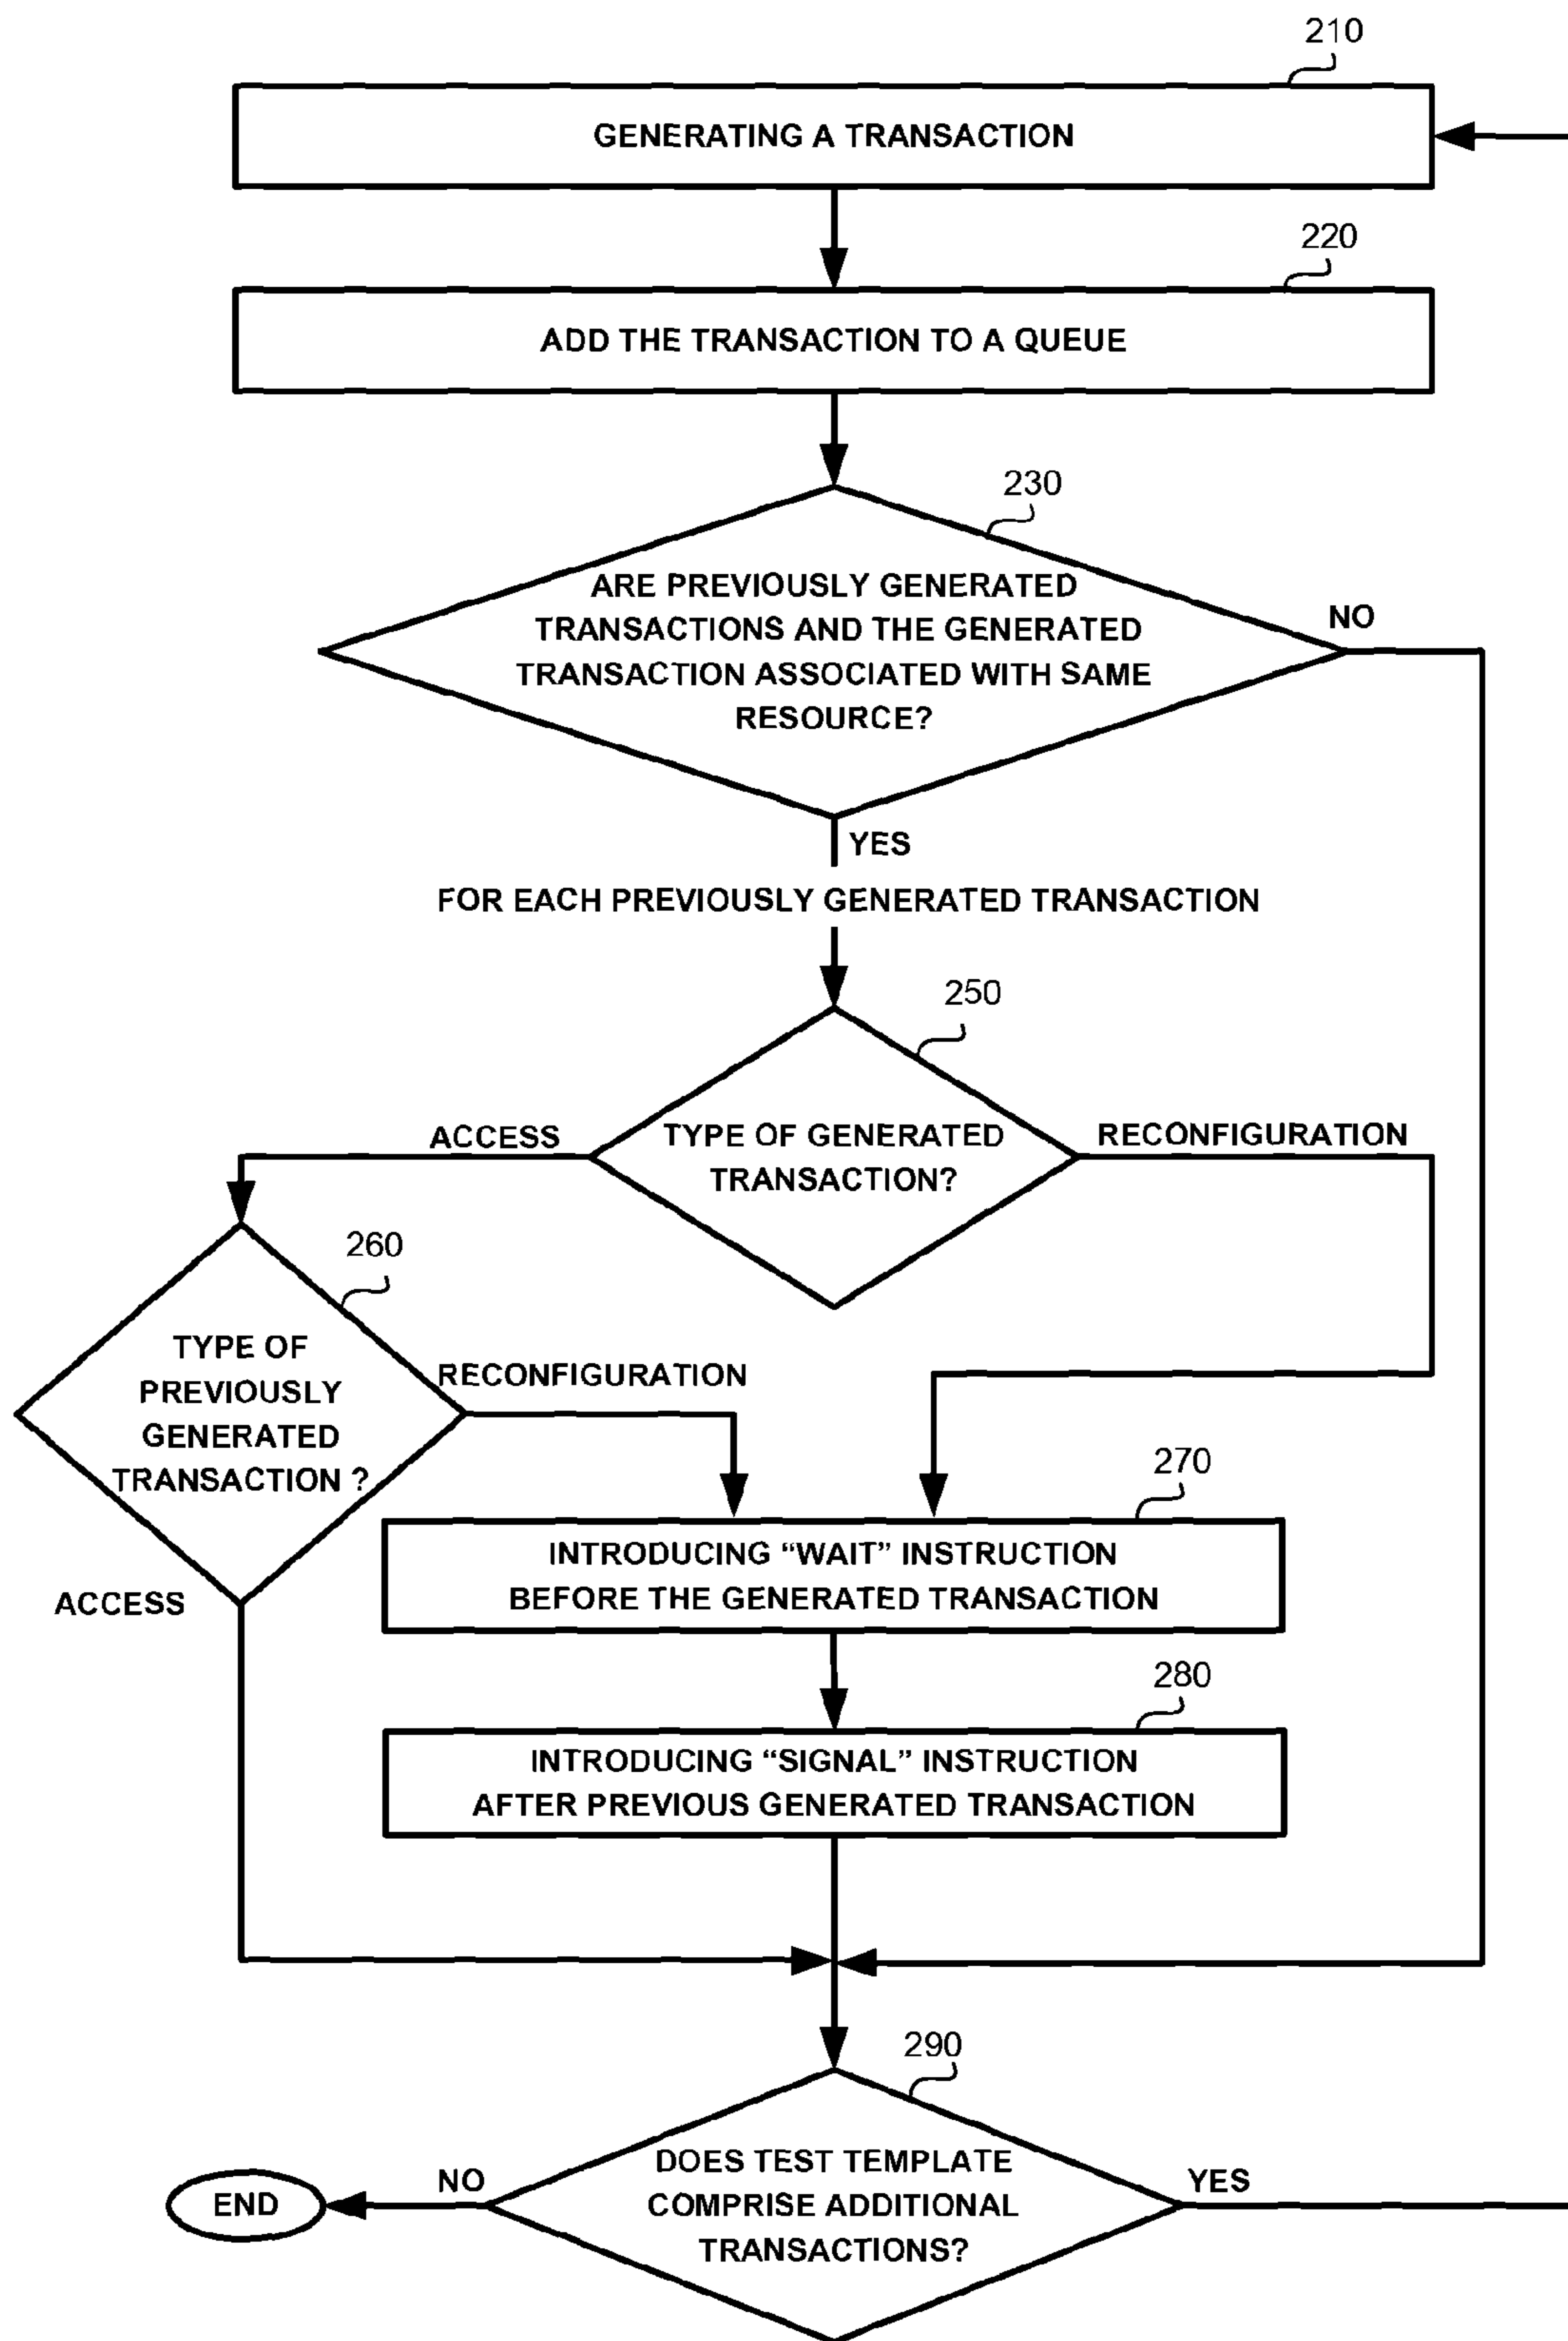 210
GENERATING A TRANSACTION
220
ADD THE TRANSACTION TO A QUEUE
230
ARE PREVIOUSLY GENERATED
TRANSACTIONS AND THE GENERATED
TRANSACTION ASSOCIATED WITH SAME
RESOURCE?
NO
YES
FOR EACH PREVIOUSLY GENERATED TRANSACTION
250
ACCESS
TYPE OF GENERATED
TRANSACTION?
RECONFIGURATION
260
TYPE OF
PREVIOUSLY
GENERATED
TRANSACTION ?
RECONFIGURATION
ACCESS
270
INTRODUCING “WAIT” INSTRUCTION
BEFORE THE GENERATED TRANSACTION
280
INTRODUCING “SIGNAL” INSTRUCTION
AFTER PREVIOUS GENERATED TRANSACTION
290
DOES TEST TEMPLATE
COMPRISE ADDITIONAL
TRANSACTIONS?
NO
YES
END